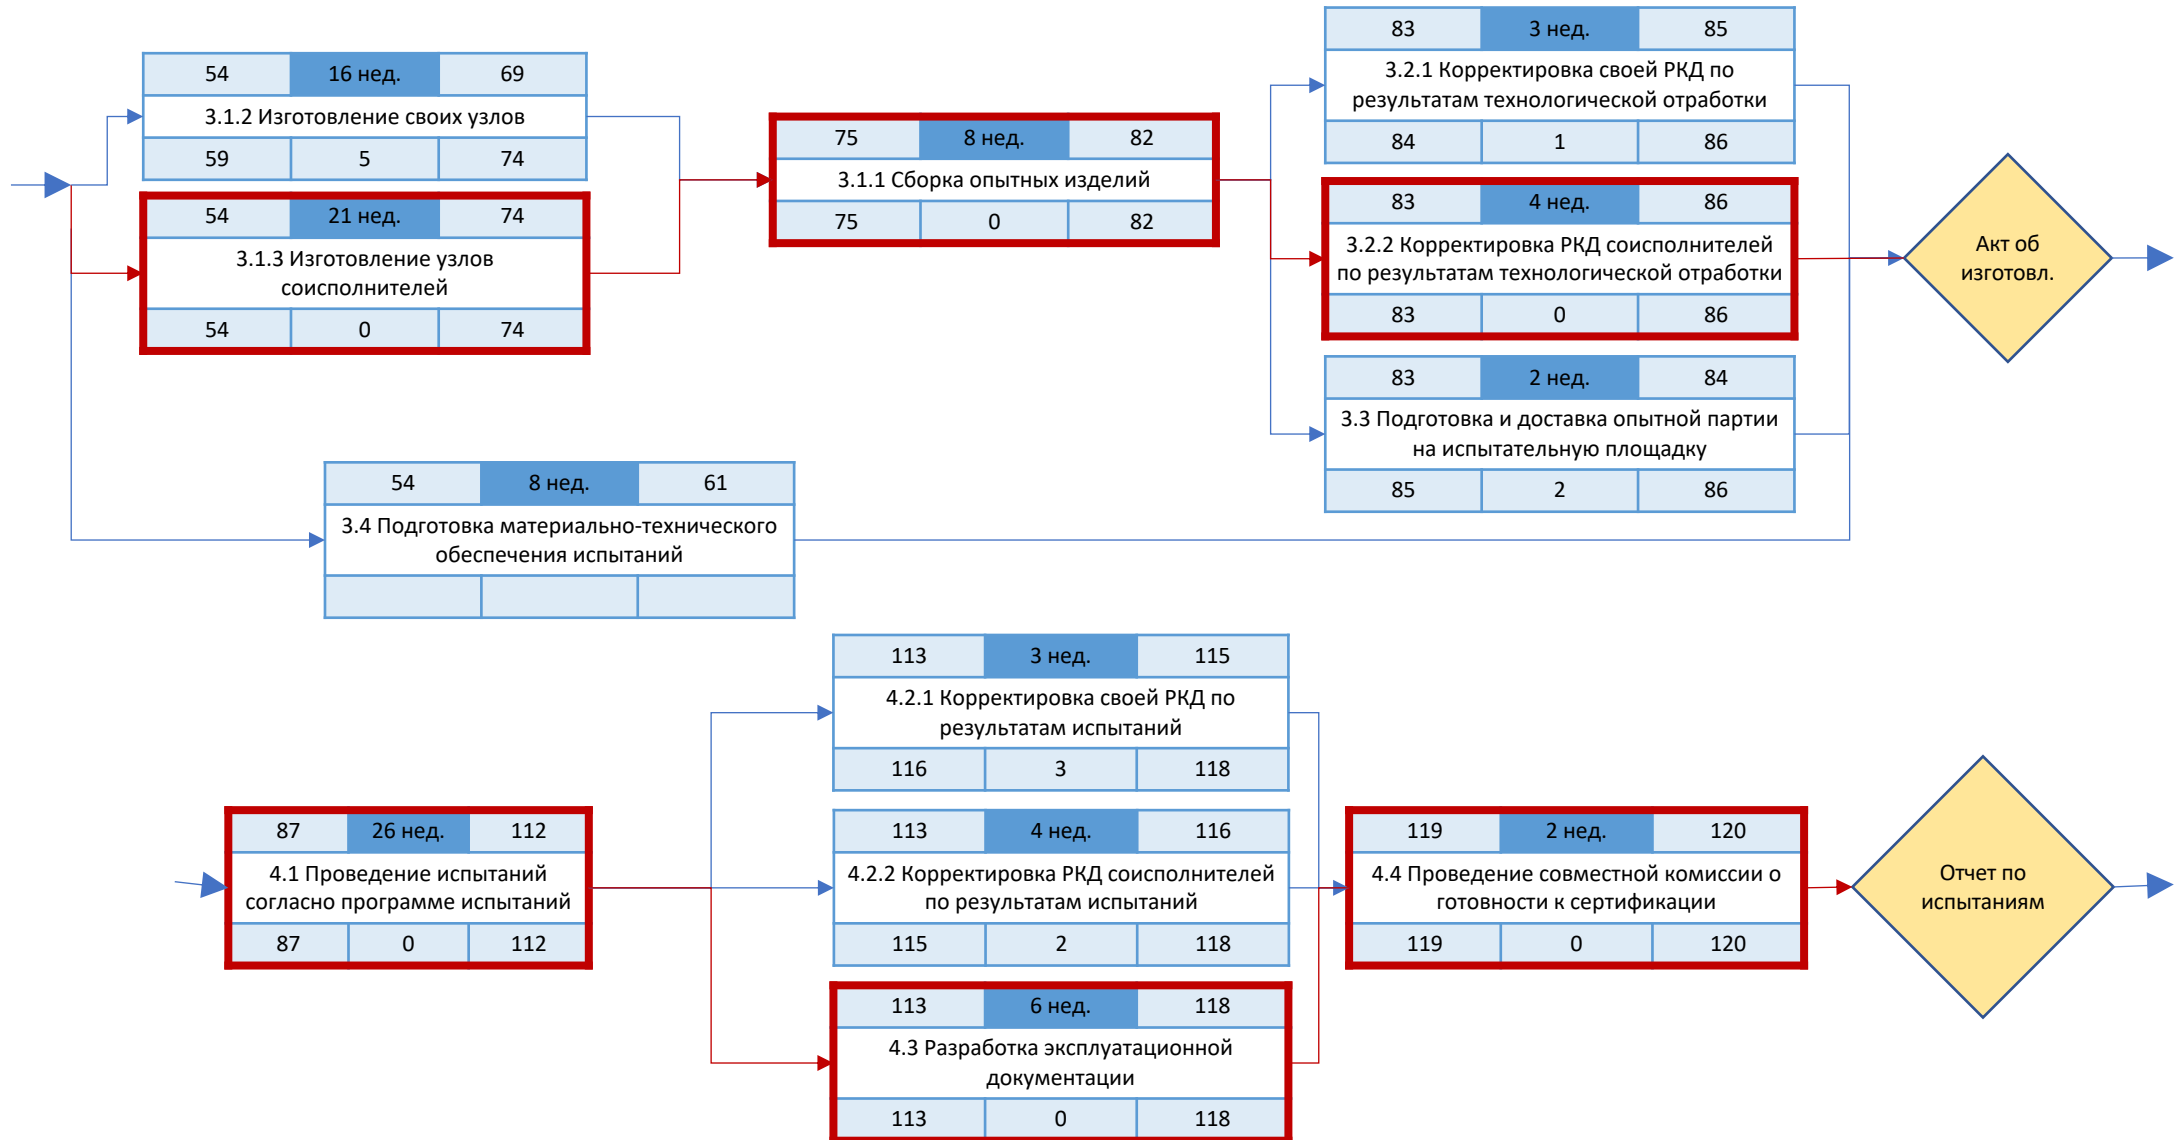 54 16 нед. 69
3.1.2 Изготовление своих узлов
59 5 74
54 21 нед. 74
3.1.3 Изготовление узлов
соисполнителей
54 0 74
75 8 нед. 82
3.1.1 Сборка опытных изделий
75 0 82
83 3 нед. 85
3.2.1 Корректировка своей РКД по
результатам технологической отработки
84 1 86
83 4 нед. 86
3.2.2 Корректировка РКД соисполнителей
по результатам технологической отработки
83 0 86
83 2 нед. 84
3.3 Подготовка и доставка опытной партии
на испытательную площадку
85 2 86
Акт об
изготовл.
54 8 нед. 61
3.4 Подготовка материально-технического
обеспечения испытаний
87 26 нед. 112
4.1 Проведение испытаний
согласно программе испытаний
87 0 112
113 3 нед. 115
4.2.1 Корректировка своей РКД по
результатам испытаний
116 3 118
113 4 нед. 116
4.2.2 Корректировка РКД соисполнителей
по результатам испытаний
115 2 118
113 6 нед. 118
4.3 Разработка эксплуатационной
документации
113 0 118
119 2 нед. 120
4.4 Проведение совместной комиссии о
готовности к сертификации
119 0 120
Отчет по
испытаниям